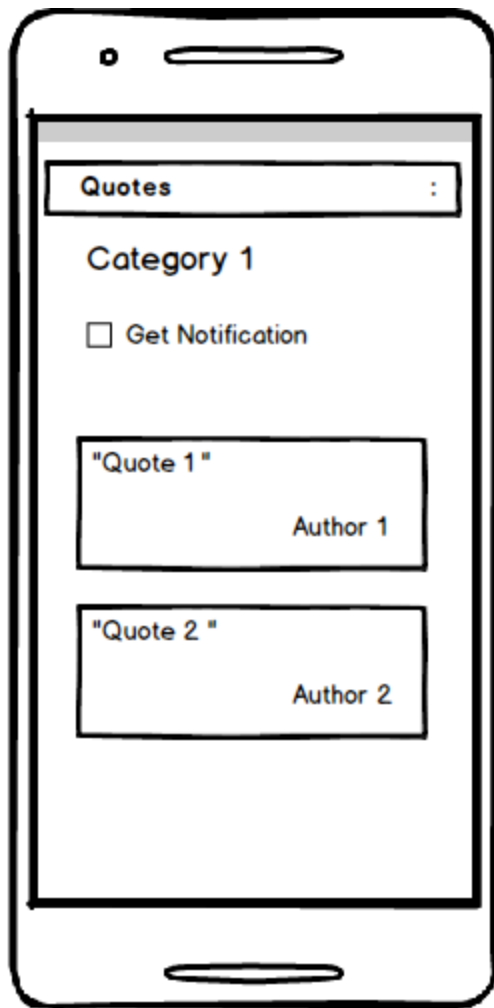 Quotes :
Category 1
Get Notification
"Quote 1 "
Author 1
"Quote 2 "
Author 2